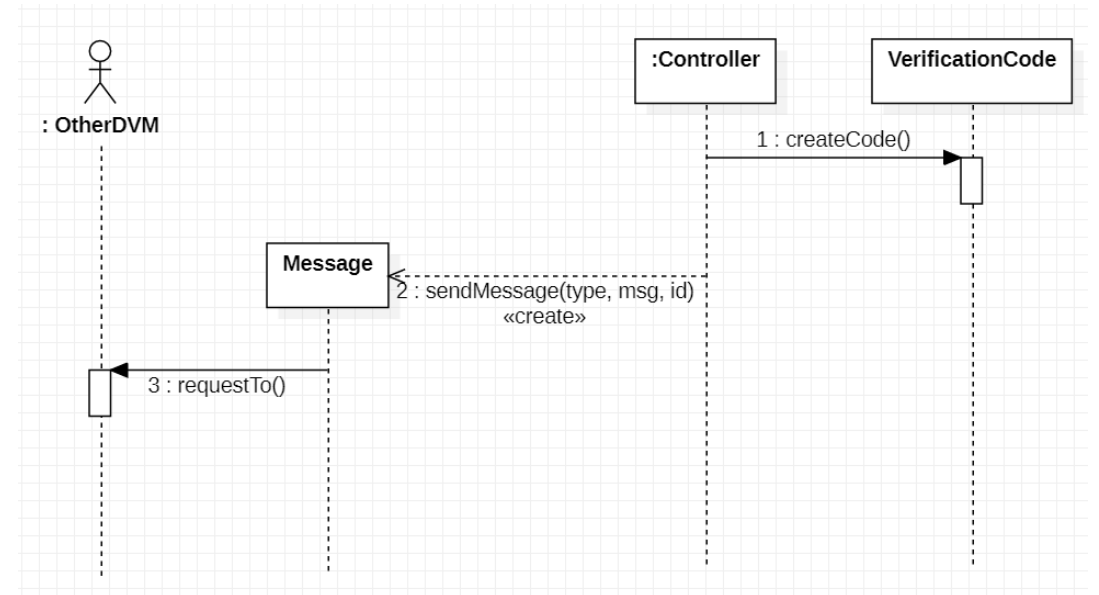 :Controller
VerificationCode
: OtherDVM
1 : createCode()
Message
2 : sendMessage(type, msg, id)
«create»
3 : requestTo()